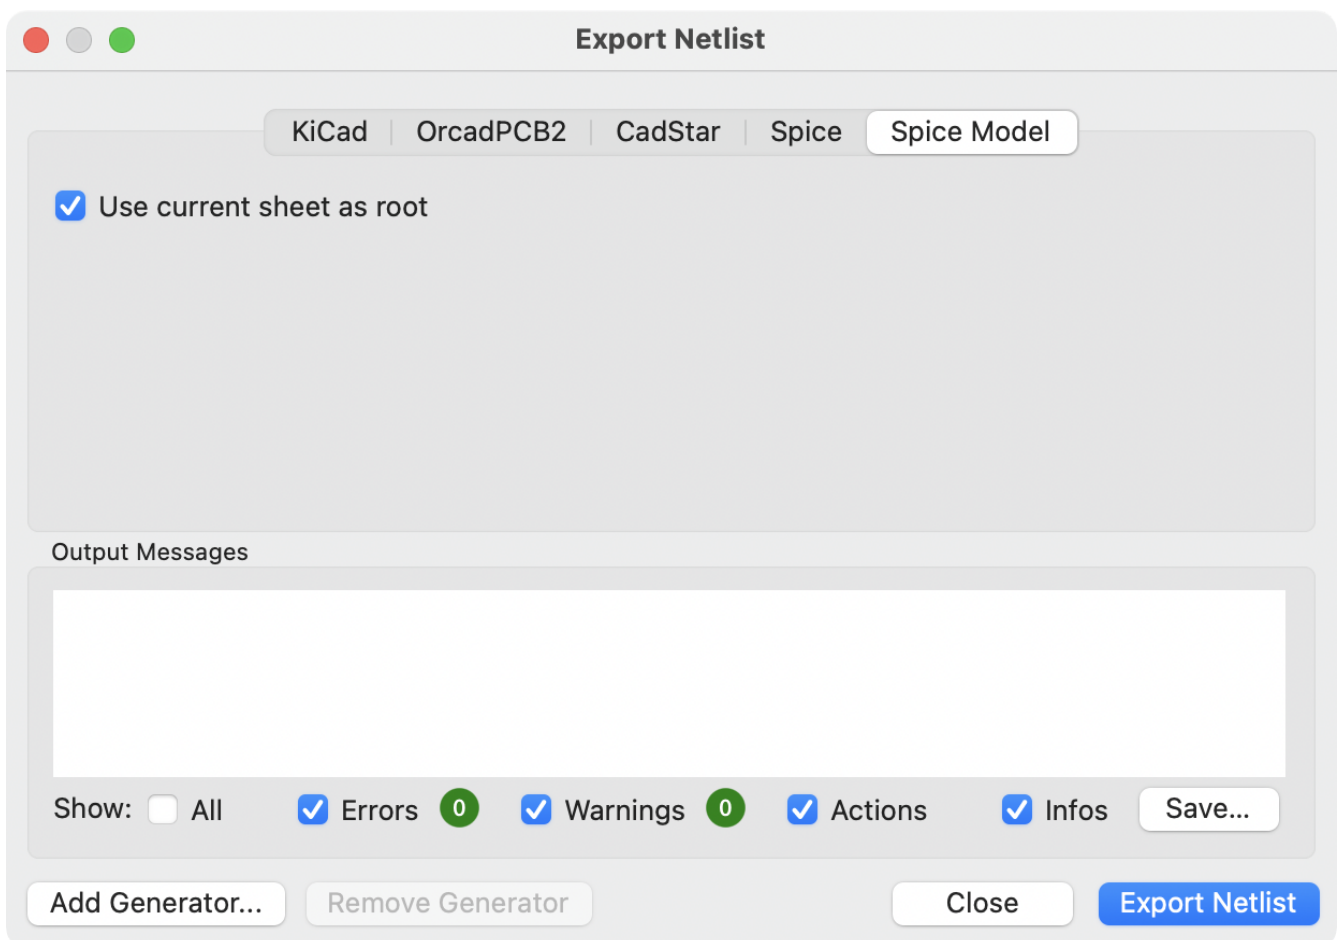 Export Netlist
KiCad OrcadPCB2 CadStar Spice Spice Model
Use current sheet as root
Output Messages
Show: All Errors 0 Warnings 0 Actions Infos Save...
Add Generator... Remove Generator Close Export Netlist